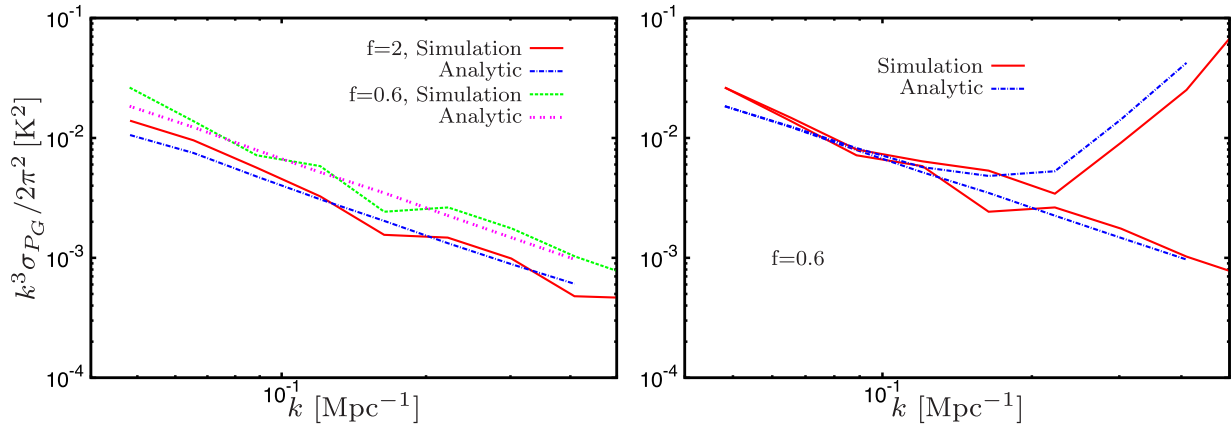 10^{-1}
10^{-2}
10^{-3}
10^{-4}
k^3 σ_{P_G}/2π^2 [K^2]
f=2, Simulation
Analytic
f=0.6, Simulation
Analytic
10^{-1}
k [Mpc^{-1}]
10^{-1}
10^{-2}
10^{-3}
10^{-4}
Simulation
Analytic
f=0.6
10^{-1}
k [Mpc^{-1}]